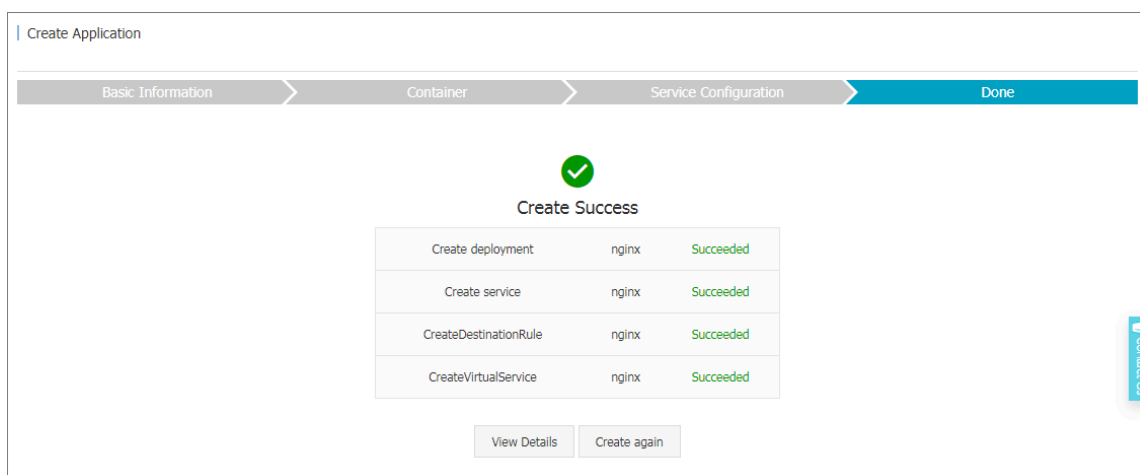 Create Application
Basic Information Container Service Configuration Done
Create Success
Create deployment nginx Succeeded
Create service nginx Succeeded
CreateDestinationRule nginx Succeeded
CreateVirtualService nginx Succeeded
View Details Create again